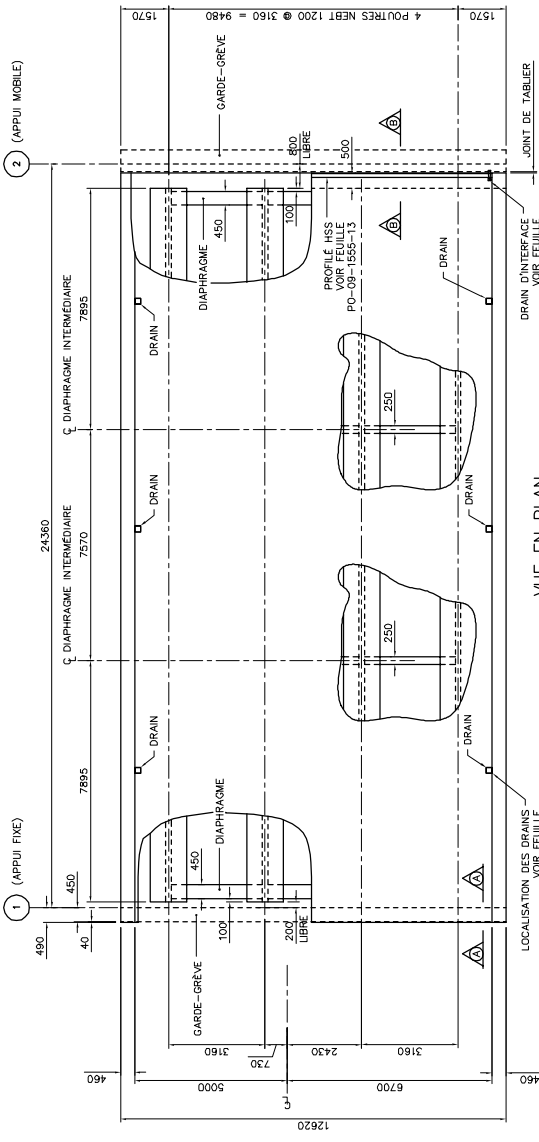 1570
4 POUTRES NEBT 1200 @ 3160 = 9480
1570
2
(APPUI MOBILE)
GARDE-GRÈVE
B
JOINT DE TABLIER
800
LIBRE
500
450
100
DIAPHRAGME
PROFILÉ HSS
VOIR FEUILLE
PO-09-1555-13
B
DRAIN D'INTERFACE
VOIR FEUILLE
7895
DRAIN
DRAIN
℄ DIAPHRAGME INTERMÉDIAIRE
250
24360
7570
DRAIN
DRAIN
VUE EN PLAN
℄ DIAPHRAGME INTERMÉDIAIRE
250
7895
DRAIN
DRAIN
LOCALISATION DES DRAINS
VOIR FEUILLE
1
(APPUI FIXE)
450
490
40
450
DIAPHRAGME
100
200
LIBRE
GARDE-GRÈVE
A
A
3160
730
2430
3160
460
5000
℄
6700
460
12620